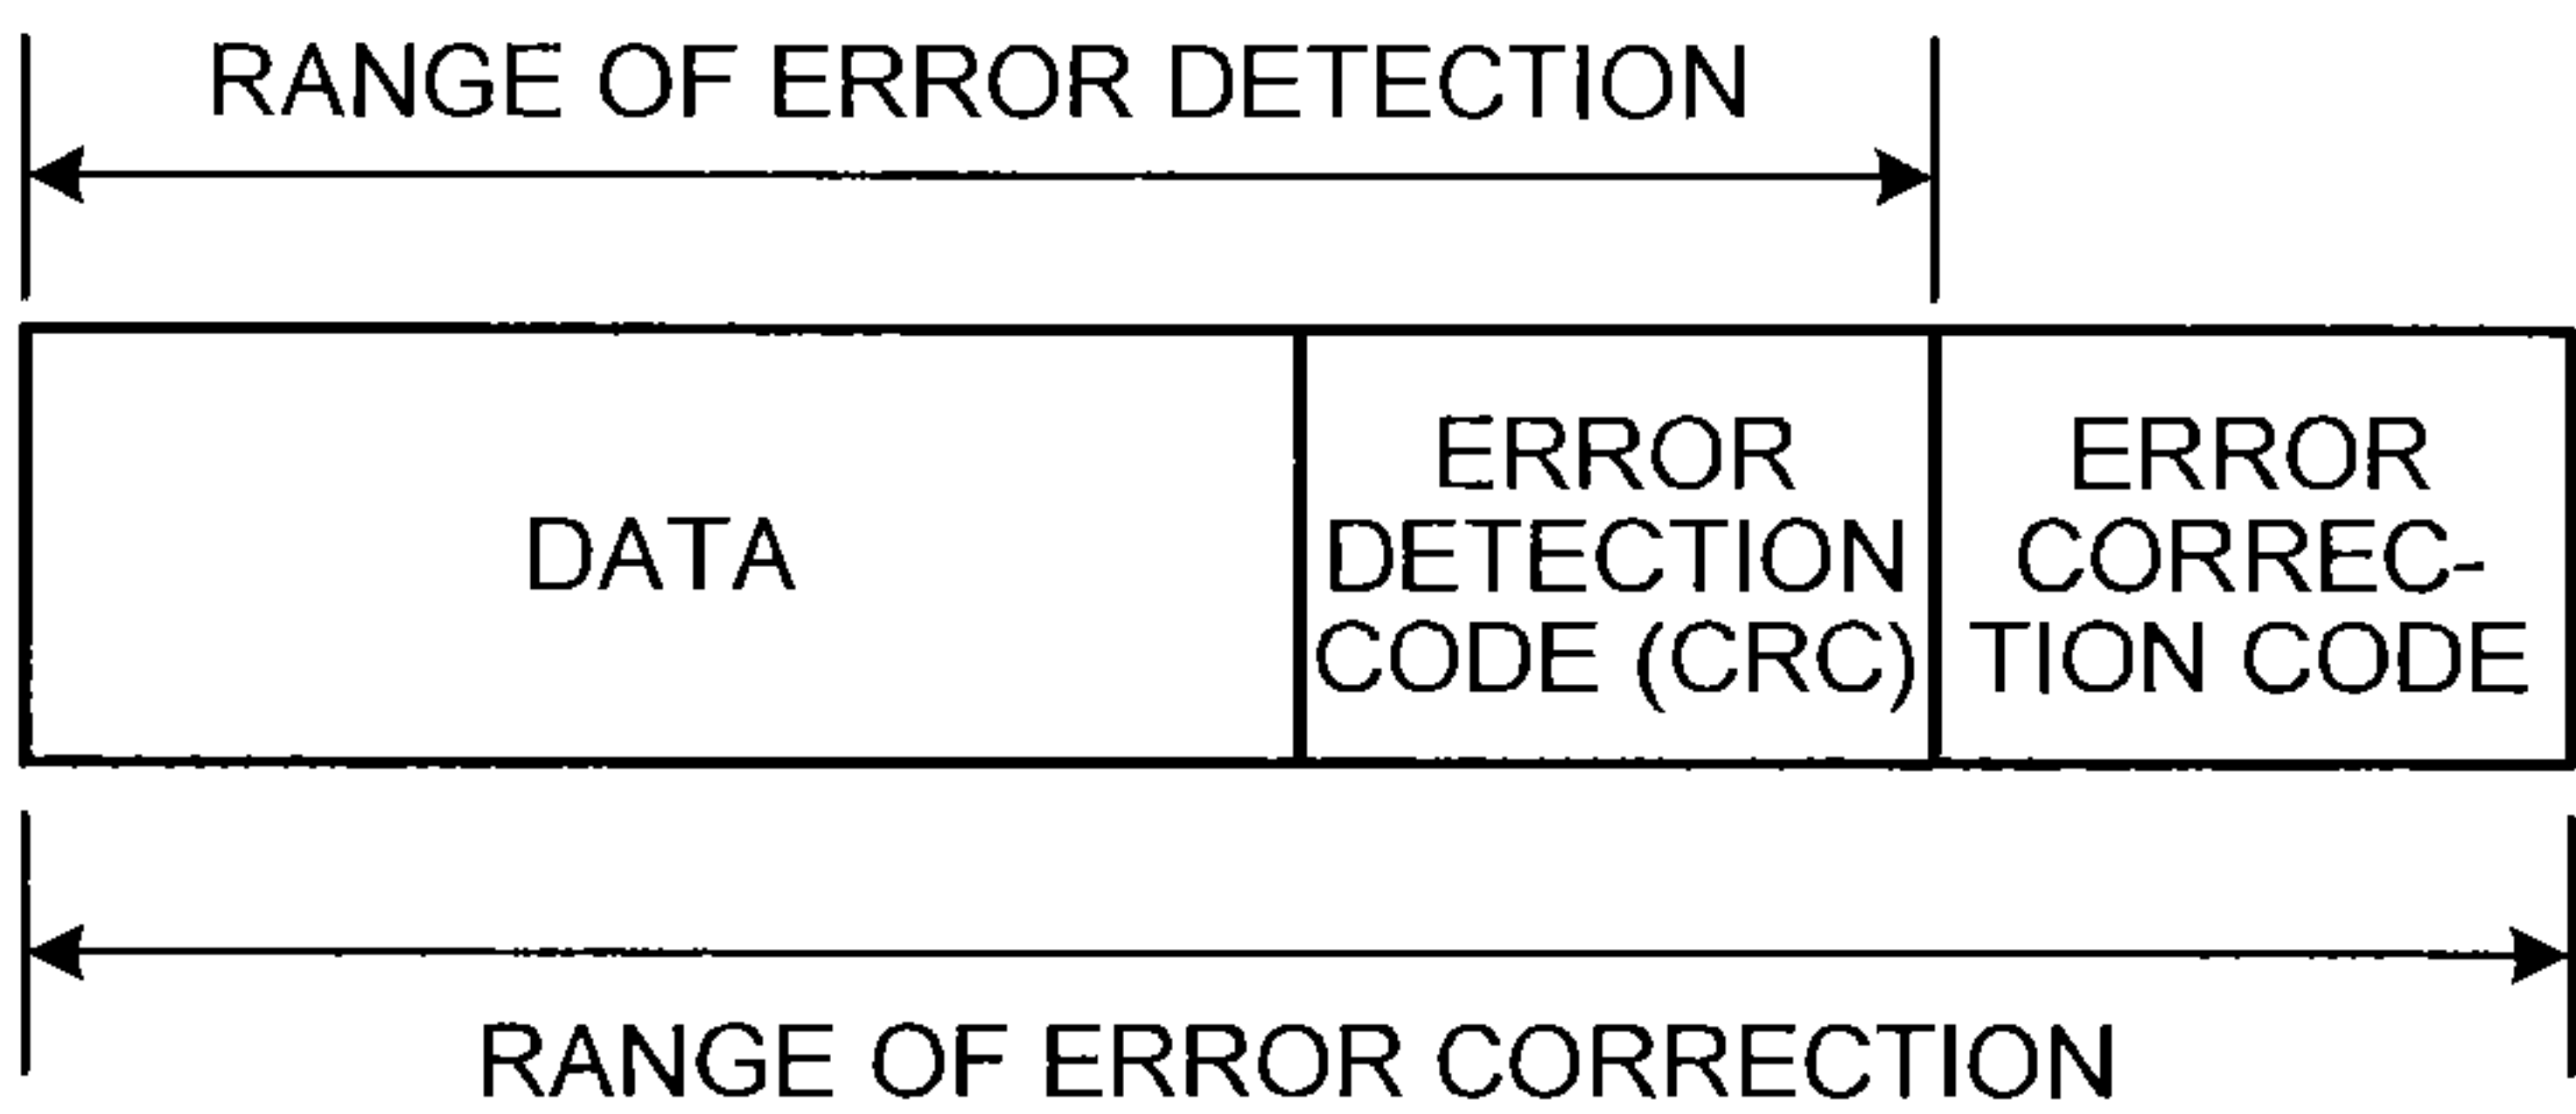 RANGE OF ERROR DETECTION
DATA
ERROR
DETECTION
CODE (CRC)
ERROR
CORREC-
TION CODE
RANGE OF ERROR CORRECTION